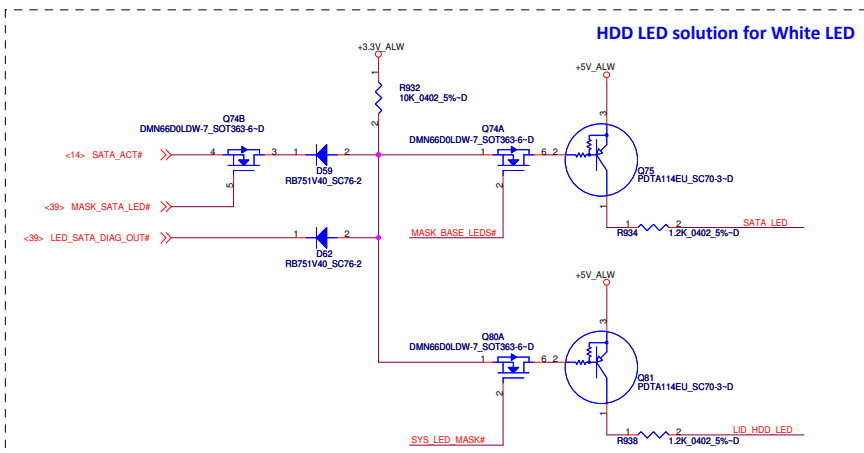 HDD LED solution for White LED
+3.3V_ALW
+5V_ALW
1
R932
10K_0402_5%~D
2
3
Q74B
DMN66D0LDW-7_SOT363-6~D
Q74A
DMN66D0LDW-7_SOT363-6~D
<14> SATA_ACT#
4
3
1
2
1
6
2
D59
RB751V40_SC76-2
Q75
PDTA114EU_SC70-3~D
5
2
1
<39> MASK_SATA_LED#
SATA_LED
1
2
R934
1.2K_0402_5%~D
<39> LED_SATA_DIAG_OUT#
1
2
MASK_BASE_LEDS#
D62
RB751V40_SC76-2
+5V_ALW
3
Q80A
DMN66D0LDW-7_SOT363-6~D
1
6
2
Q81
PDTA114EU_SC70-3~D
2
1
LID_HDD_LED
1
2
SYS_LED_MASK#
R938
1.2K_0402_5%~D